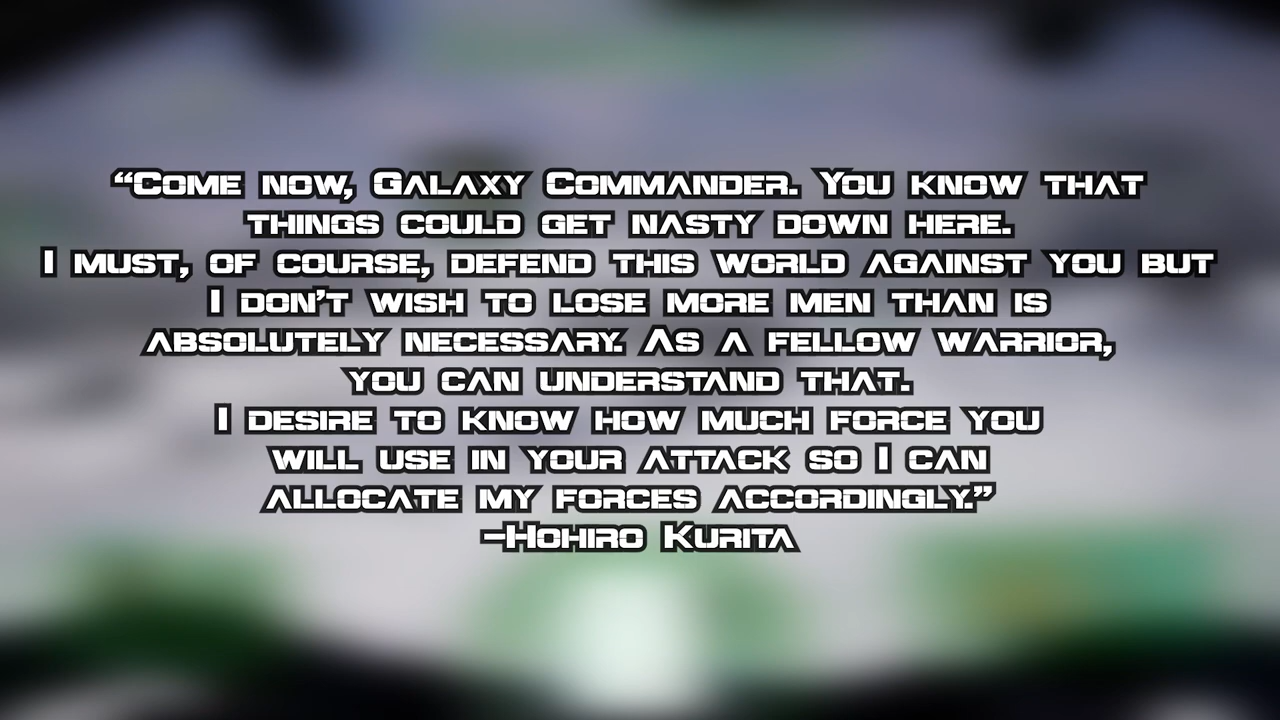 “Come now, Galaxy Commander. You know that
things could get nasty down here.
I must, of course, defend this world against you but
I don’t wish to lose more men than is
absolutely necessary. As a fellow warrior,
you can understand that.
I desire to know how much force you
will use in your attack so I can
allocate my forces accordingly.”
-Hohiro Kurita